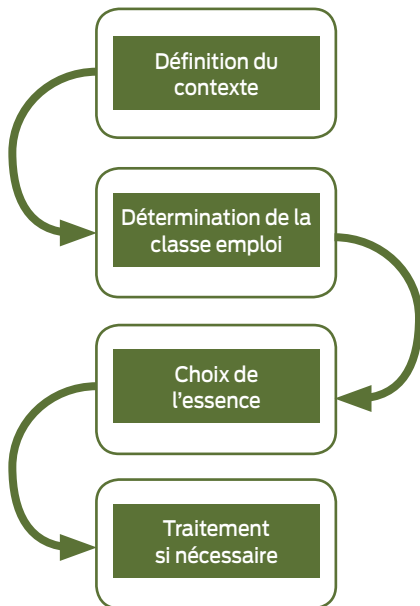 Définition du
contexte
Détermination de la
classe emploi
Choix de
l'essence
Traitement
si nécessaire